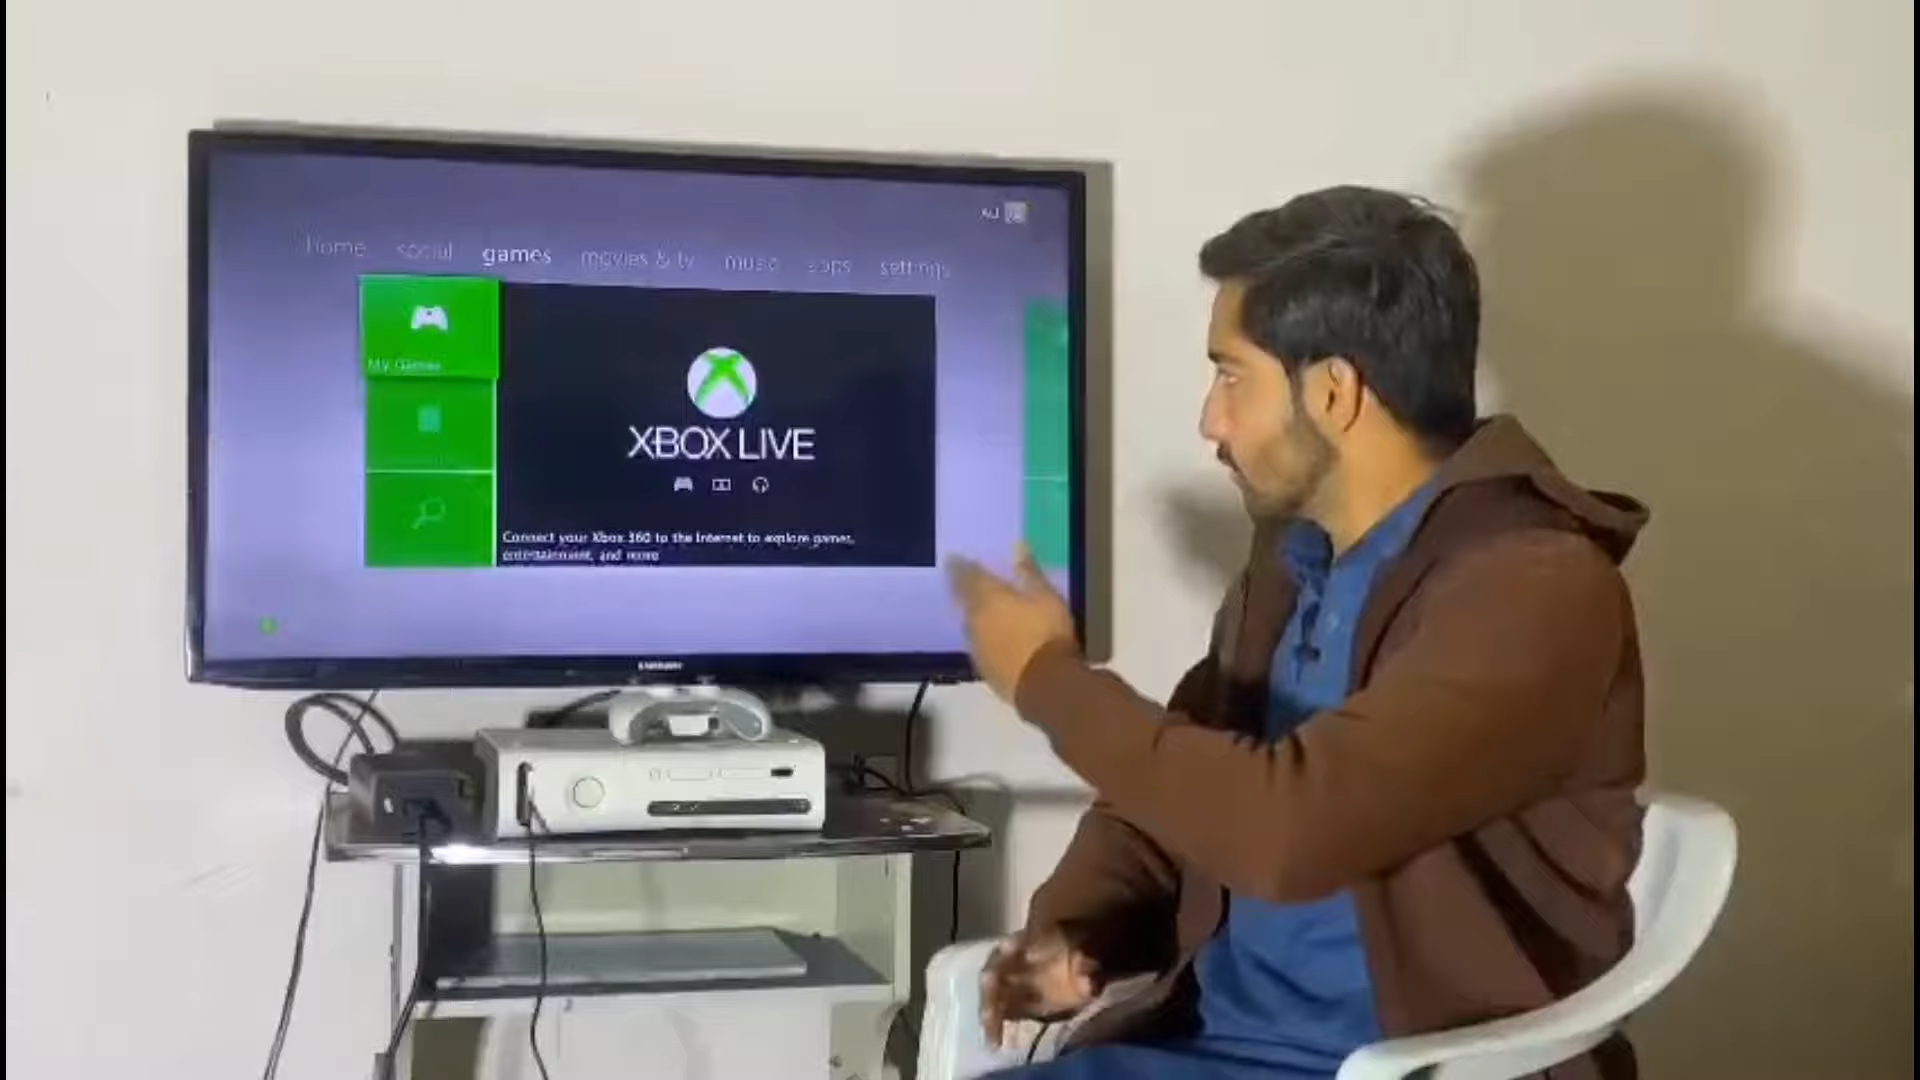 home social games movies & tv music apps settings
My Games
XBOX LIVE
Connect your Xbox 360 to the Internet to explore games,
entertainment, and more
SAMSUNG